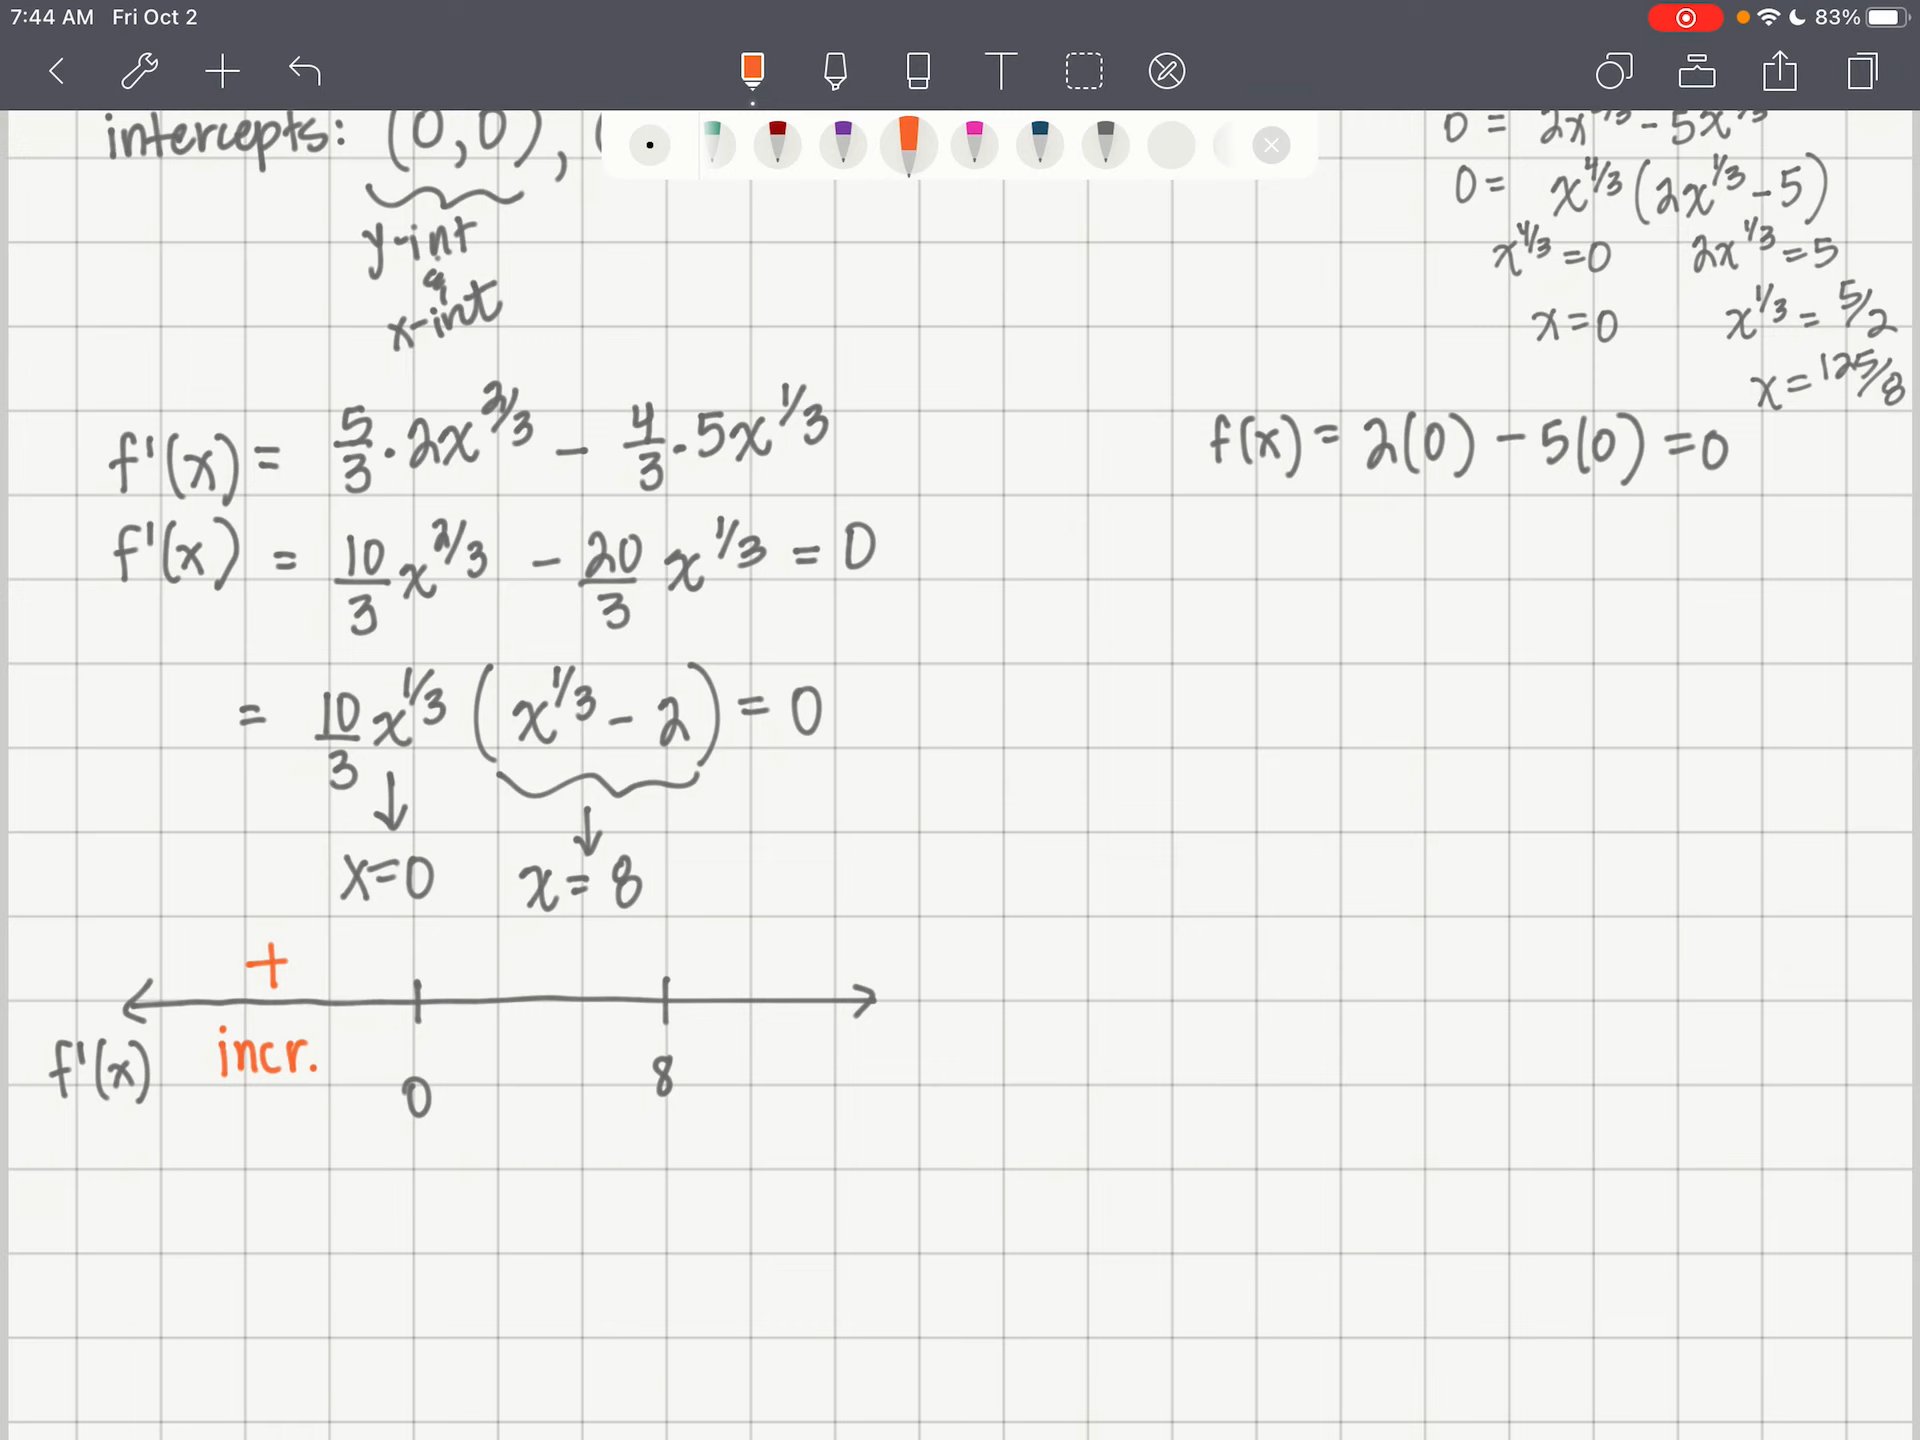 7:44 AM Fri Oct 2
83%
T
intercepts: (0,0), (
y-int
&
x-int
0 = 2x - 5x
0 = x^4/3 (2x^1/3 - 5)
x^4/3 = 0 2x^1/3 = 5
x = 0 x^1/3 = 5/2
x = 125/8
f(x) = 2(0) - 5(0) = 0
f'(x) = 5/3 · 2x^2/3 - 4/3 · 5x^1/3
f'(x) = 10/3 x^2/3 - 20/3 x^1/3 = 0
= 10/3 x^1/3 (x^1/3 - 2) = 0
x=0 x=8
+
f'(x) incr. 0 8